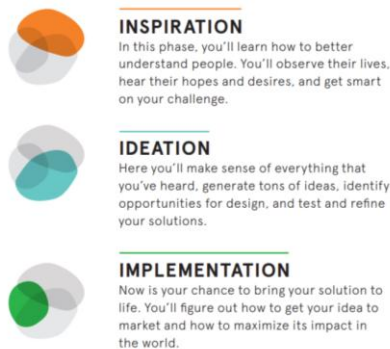 INSPIRATION
In this phase, you'll learn how to better
understand people. You'll observe their lives,
hear their hopes and desires, and get smart
on your challenge.
IDEATION
Here you'll make sense of everything that
you've heard, generate tons of ideas, identify
opportunities for design, and test and refine
your solutions.
IMPLEMENTATION
Now is your chance to bring your solution to
life. You'll figure out how to get your idea to
market and how to maximize its impact in
the world.